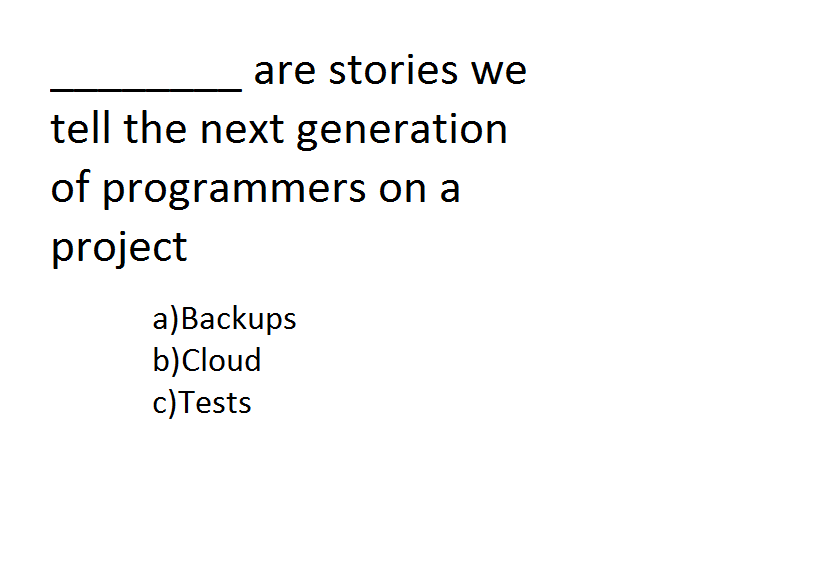 ________ are stories we
tell the next generation
of programmers on a
project
a)Backups
b)Cloud
c)Tests